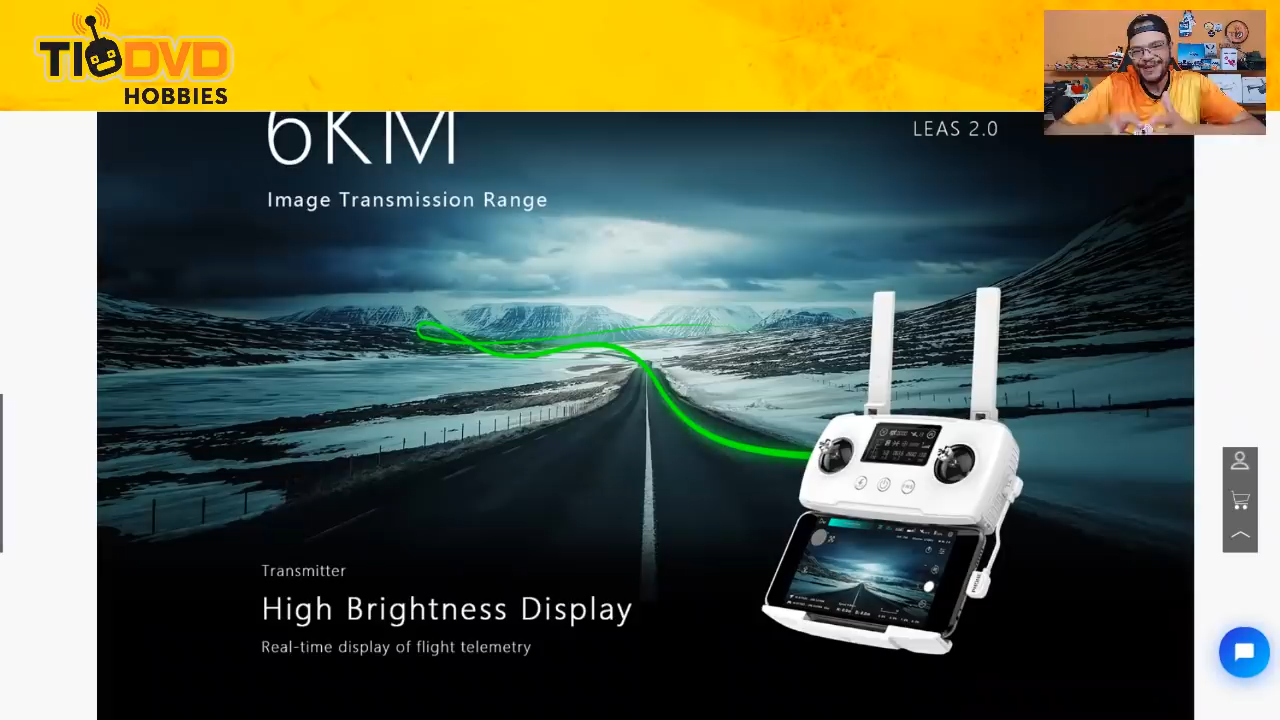 TIODVD
HOBBIES
6KM
LEAS 2.0
Image Transmission Range
Transmitter
High Brightness Display
Real-time display of flight telemetry
PHONE